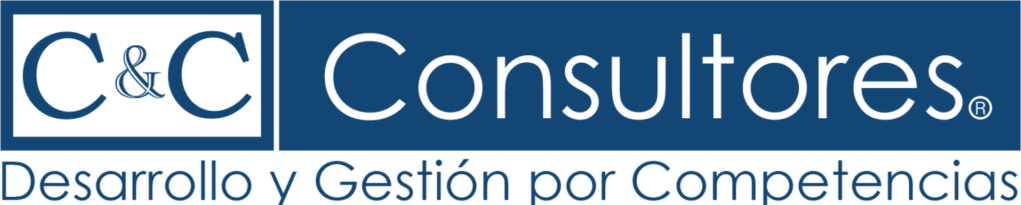 C&C Consultores®
Desarrollo y Gestión por Competencias